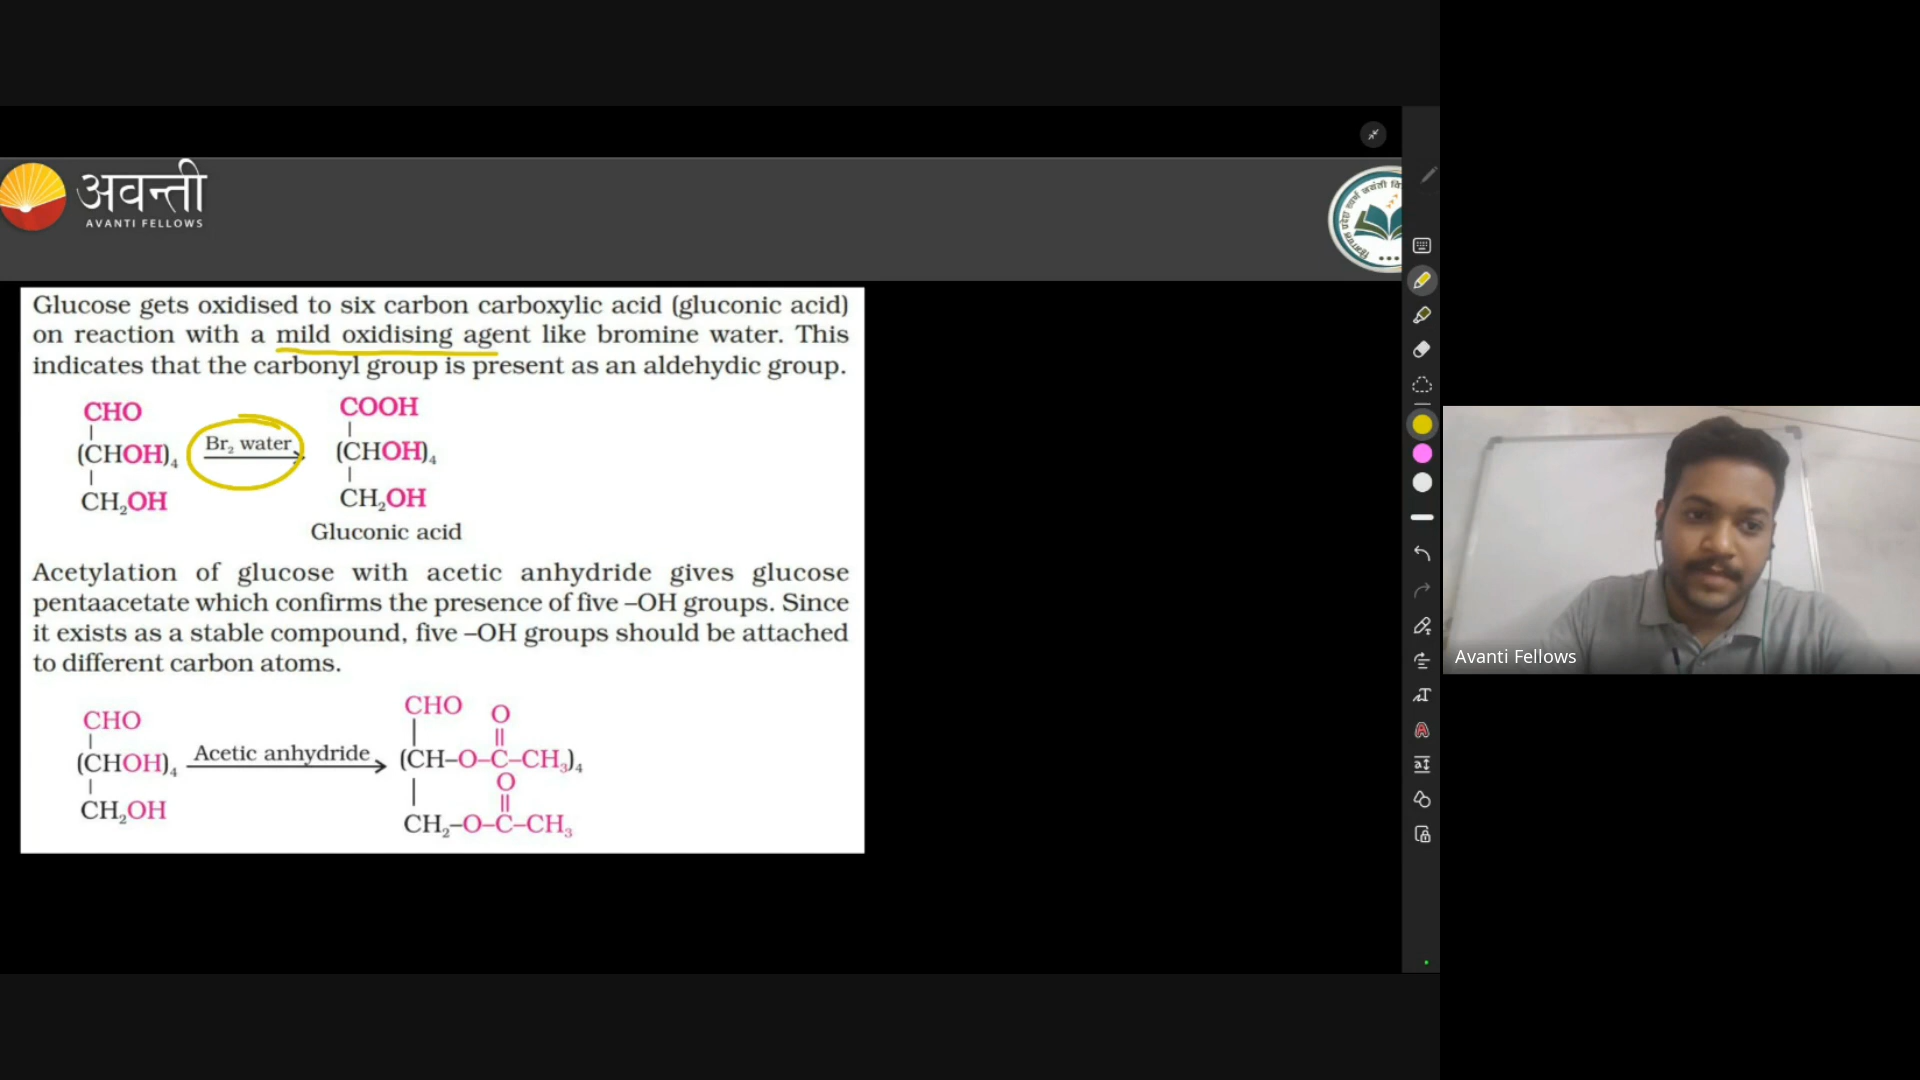 अवन्ती
AVANTI FELLOWS
Glucose gets oxidised to six carbon carboxylic acid (gluconic acid)
on reaction with a mild oxidising agent like bromine water. This
indicates that the carbonyl group is present as an aldehydic group.
CHO
|
(CHOH)₄
|
CH₂OH
Br₂ water
COOH
|
(CHOH)₄
|
CH₂OH
Gluconic acid
Acetylation of glucose with acetic anhydride gives glucose
pentaacetate which confirms the presence of five –OH groups. Since
it exists as a stable compound, five –OH groups should be attached
to different carbon atoms.
CHO
|
(CHOH)₄
|
CH₂OH
Acetic anhydride
CHO
|
O
||
(CH–O–C–CH₃)₄
|
O
||
CH₂–O–C–CH₃
Avanti Fellows